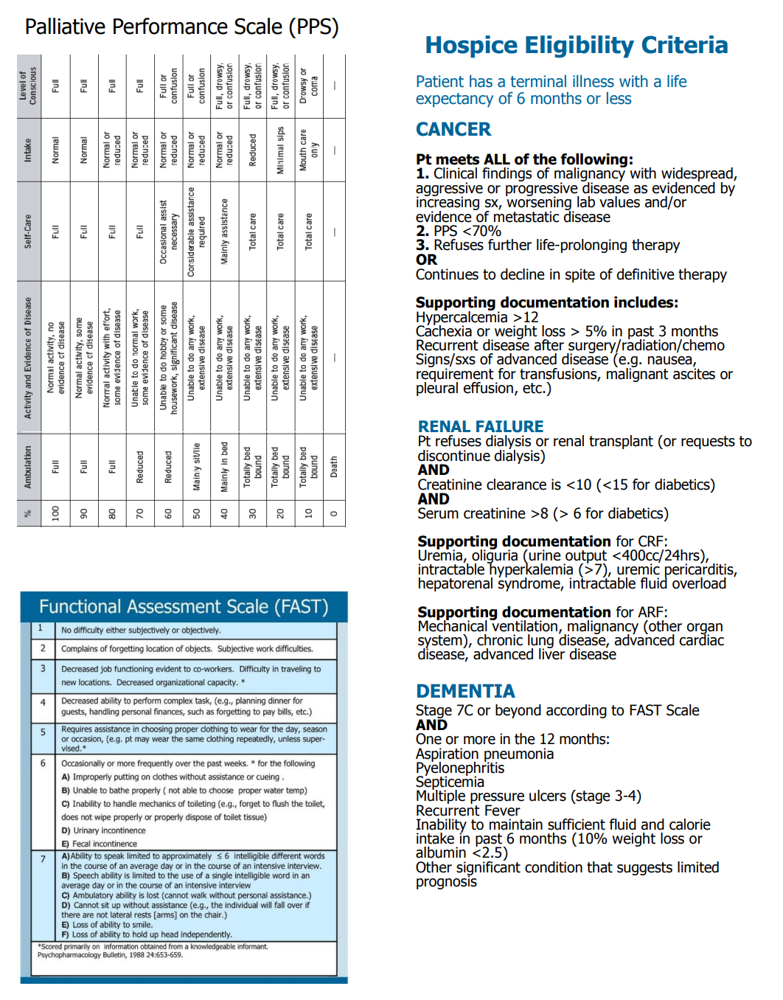 Palliative Performance Scale (PPS)
% Ambulation Activity and Evidence of Disease Self-Care Intake Level of
Conscious
100 Full Normal activity, no
evidence of disease Full Normal Full
90 Full Normal activity, some
evidence of disease Full Normal Full
80 Full Normal activity with effort,
some evidence of disease Full Normal or
reduced Full
70 Reduced Unable to do normal work,
some evidence of disease Full Normal or
reduced Full
60 Reduced Unable to do hobby or some
housework, significant disease Occasional assist
necessary Normal or
reduced Full or
confusion
50 Mainly sit/lie Unable to do any work,
extensive disease Considerable assistance
required Normal or
reduced Full or
confusion
40 Mainly in bed Unable to do any work,
extensive disease Mainly assistance Normal or
reduced Full, drowsy,
or confusion
30 Totally bed
bound Unable to do any work,
extensive disease Total care Reduced Full, drowsy,
or confusion
20 Totally bed
bound Unable to do any work,
extensive disease Total care Minimal sips Full, drowsy,
or confusion
10 Totally bed
bound Unable to do any work,
extensive disease Total care Mouth care
only Drowsy or
coma
0 Death — — — —
Functional Assessment Scale (FAST)
1 No difficulty either subjectively or objectively.
2 Complains of forgetting location of objects. Subjective work difficulties.
3 Decreased job functioning evident to co-workers. Difficulty in traveling to
new locations. Decreased organizational capacity. *
4 Decreased ability to perform complex task, (e.g., planning dinner for
guests, handling personal finances, such as forgetting to pay bills, etc.)
5 Requires assistance in choosing proper clothing to wear for the day, season
or occasion, (e.g. pt may wear the same clothing repeatedly, unless super-
vised.*
6 Occasionally or more frequently over the past weeks. * for the following
A) Improperly putting on clothes without assistance or cueing .
B) Unable to bathe properly ( not able to choose proper water temp)
C) Inability to handle mechanics of toileting (e.g., forget to flush the toilet,
does not wipe properly or properly dispose of toilet tissue)
D) Urinary incontinence
E) Fecal incontinence
7 A)Ability to speak limited to approximately ≤ 6 intelligible different words
in the course of an average day or in the course of an intensive interview.
B) Speech ability is limited to the use of a single intelligible word in an
average day or in the course of an intensive interview
C) Ambulatory ability is lost (cannot walk without personal assistance.)
D) Cannot sit up without assistance (e.g., the individual will fall over if
there are not lateral rests [arms] on the chair.)
E) Loss of ability to smile.
F) Loss of ability to hold up head independently.
*Scored primarily on information obtained from a knowledgeable informant.
Psychopharmacology Bulletin, 1988 24:653-659.
Hospice Eligibility Criteria
Patient has a terminal illness with a life
expectancy of 6 months or less
CANCER
Pt meets ALL of the following:
1. Clinical findings of malignancy with widespread,
aggressive or progressive disease as evidenced by
increasing sx, worsening lab values and/or
evidence of metastatic disease
2. PPS <70%
3. Refuses further life-prolonging therapy
OR
Continues to decline in spite of definitive therapy
Supporting documentation includes:
Hypercalcemia >12
Cachexia or weight loss > 5% in past 3 months
Recurrent disease after surgery/radiation/chemo
Signs/sxs of advanced disease (e.g. nausea,
requirement for transfusions, malignant ascites or
pleural effusion, etc.)
RENAL FAILURE
Pt refuses dialysis or renal transplant (or requests to
discontinue dialysis)
AND
Creatinine clearance is <10 (<15 for diabetics)
AND
Serum creatinine >8 (> 6 for diabetics)
Supporting documentation for CRF:
Uremia, oliguria (urine output <400cc/24hrs),
intractable hyperkalemia (>7), uremic pericarditis,
hepatorenal syndrome, intractable fluid overload
Supporting documentation for ARF:
Mechanical ventilation, malignancy (other organ
system), chronic lung disease, advanced cardiac
disease, advanced liver disease
DEMENTIA
Stage 7C or beyond according to FAST Scale
AND
One or more in the 12 months:
Aspiration pneumonia
Pyelonephritis
Septicemia
Multiple pressure ulcers (stage 3-4)
Recurrent Fever
Inability to maintain sufficient fluid and calorie
intake in past 6 months (10% weight loss or
albumin <2.5)
Other significant condition that suggests limited
prognosis